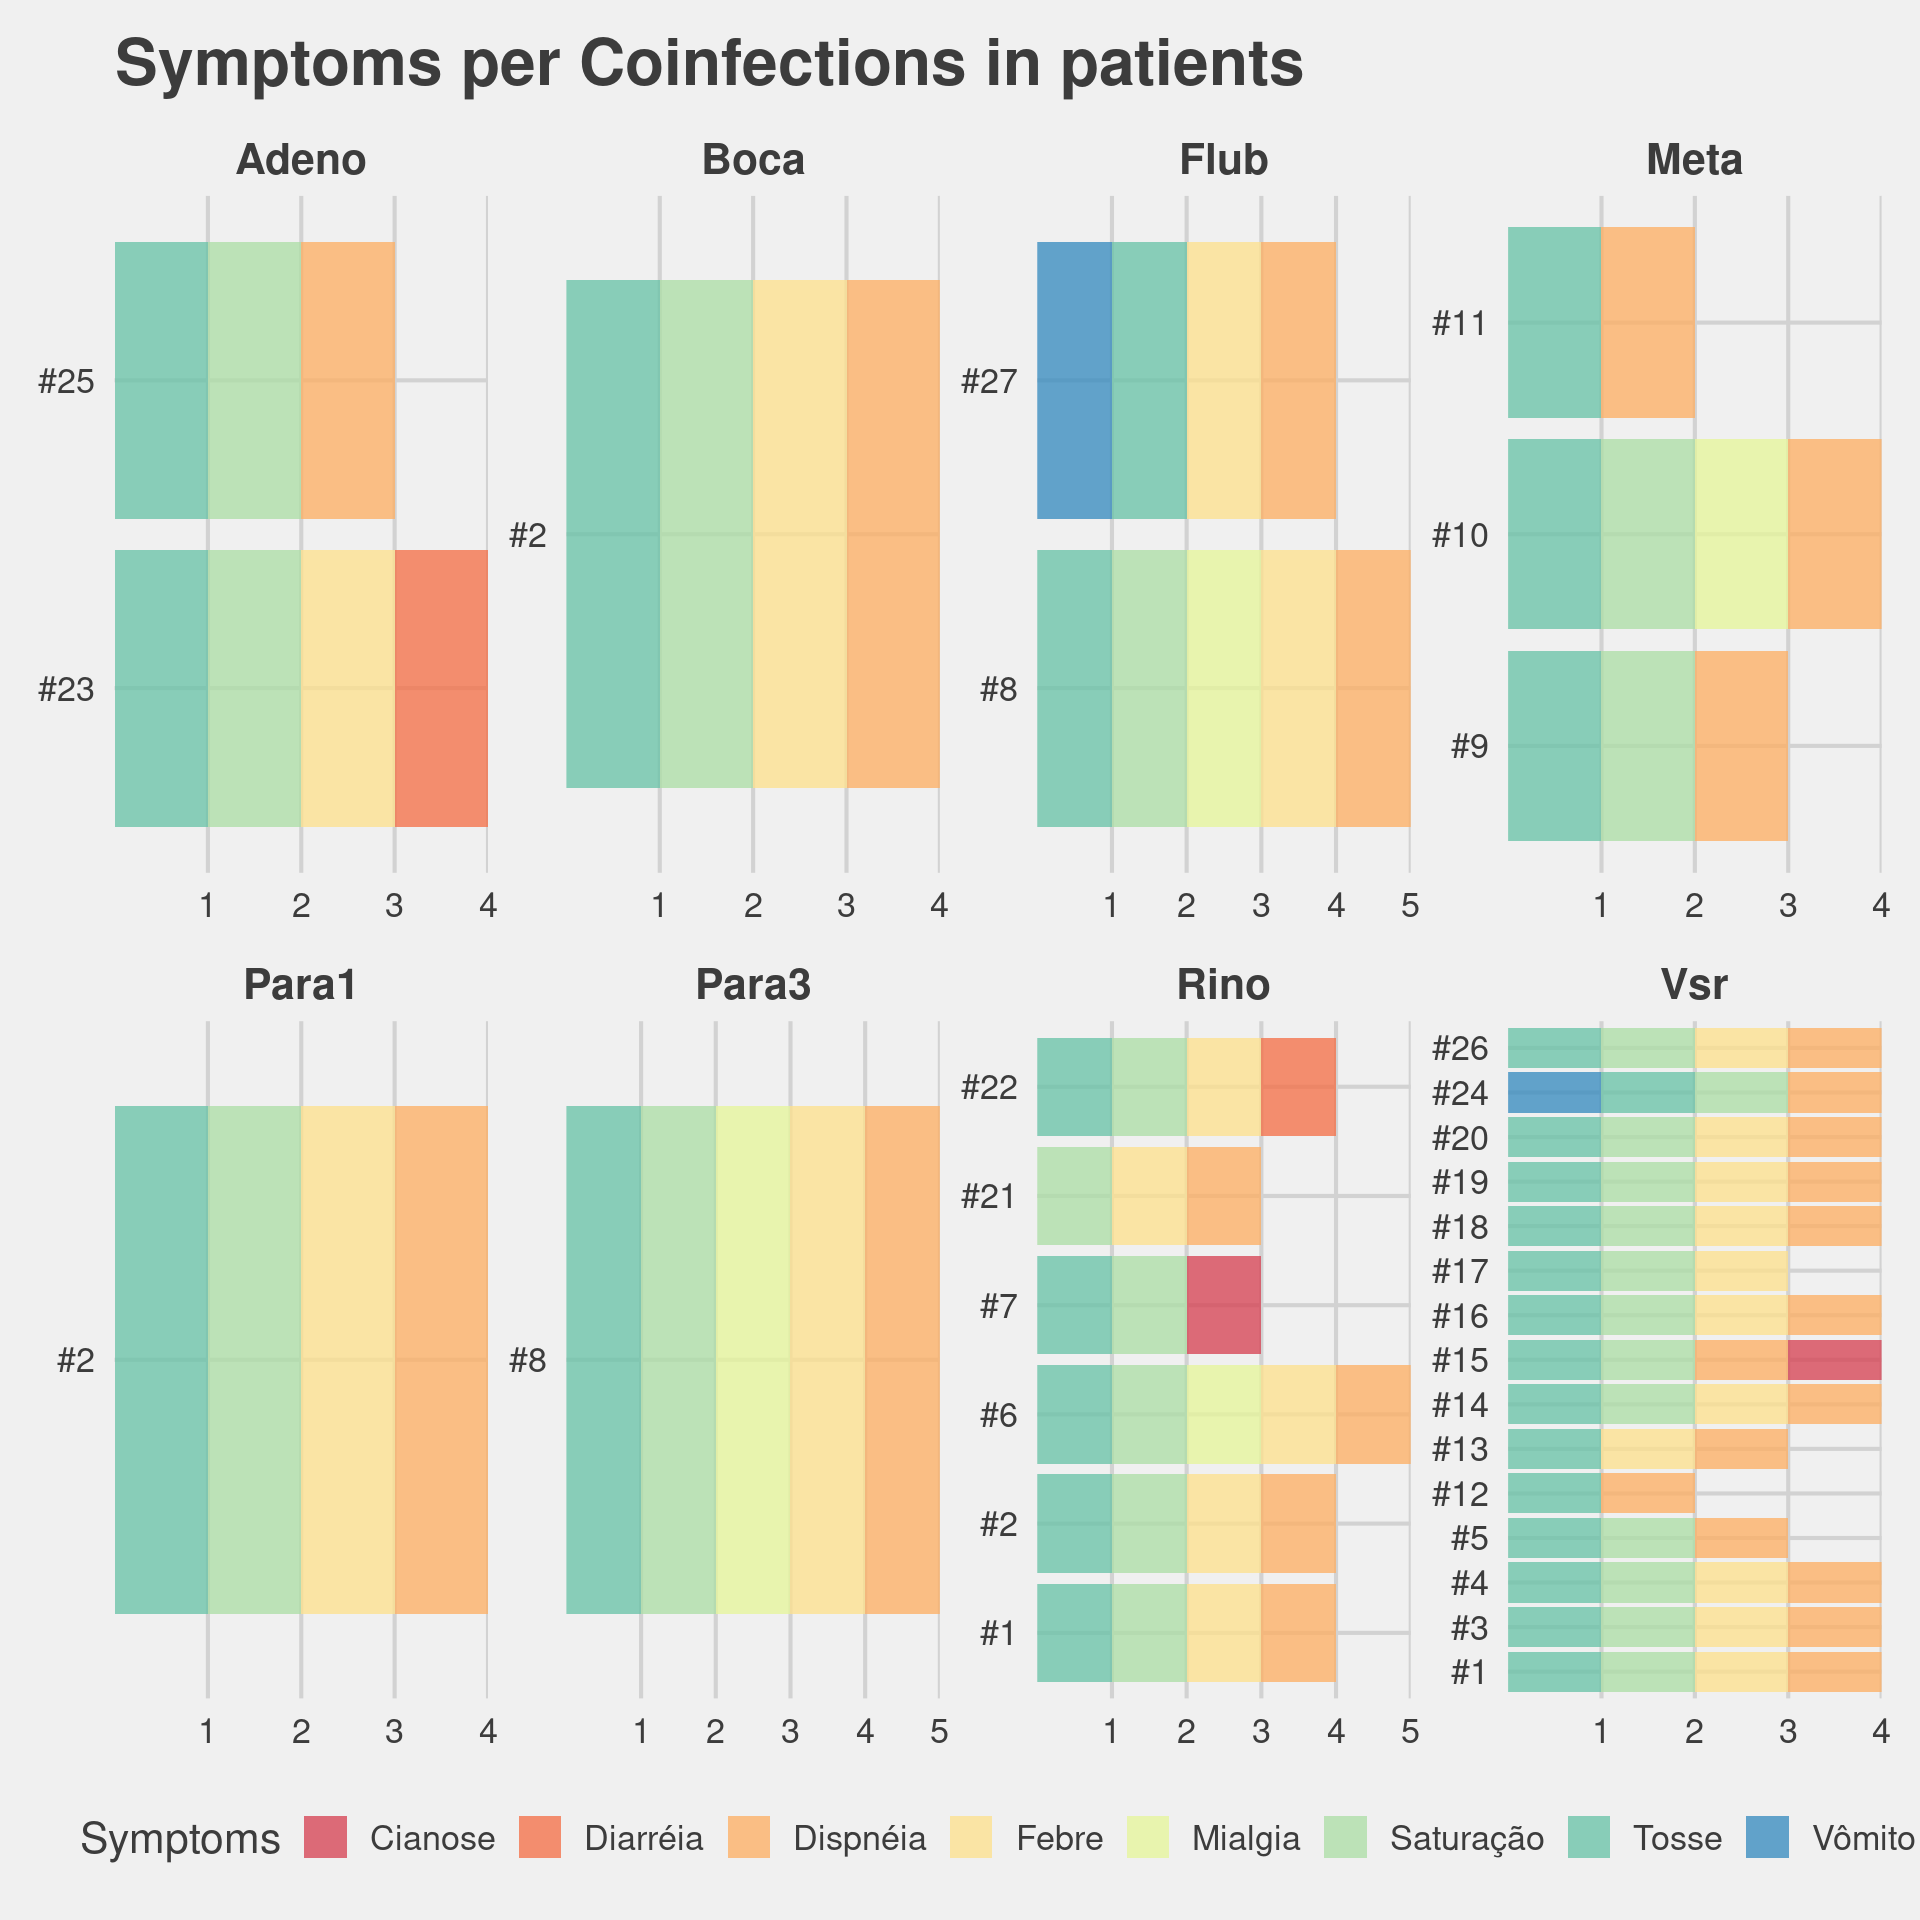 Symptoms per Coinfections in patients
Adeno
#25
#23
1 2 3 4
Boca
#2
1 2 3 4
Flub
#27
#8
1 2 3 4 5
Meta
#11
#10
#9
1 2 3 4
Para1
#2
1 2 3 4
Para3
#8
1 2 3 4 5
Rino
#22
#21
#7
#6
#2
#1
1 2 3 4 5
Vsr
#26
#24
#20
#19
#18
#17
#16
#15
#14
#13
#12
#5
#4
#3
#1
1 2 3 4
Symptoms Cianose Diarréia Dispnéia Febre Mialgia Saturação Tosse Vômito